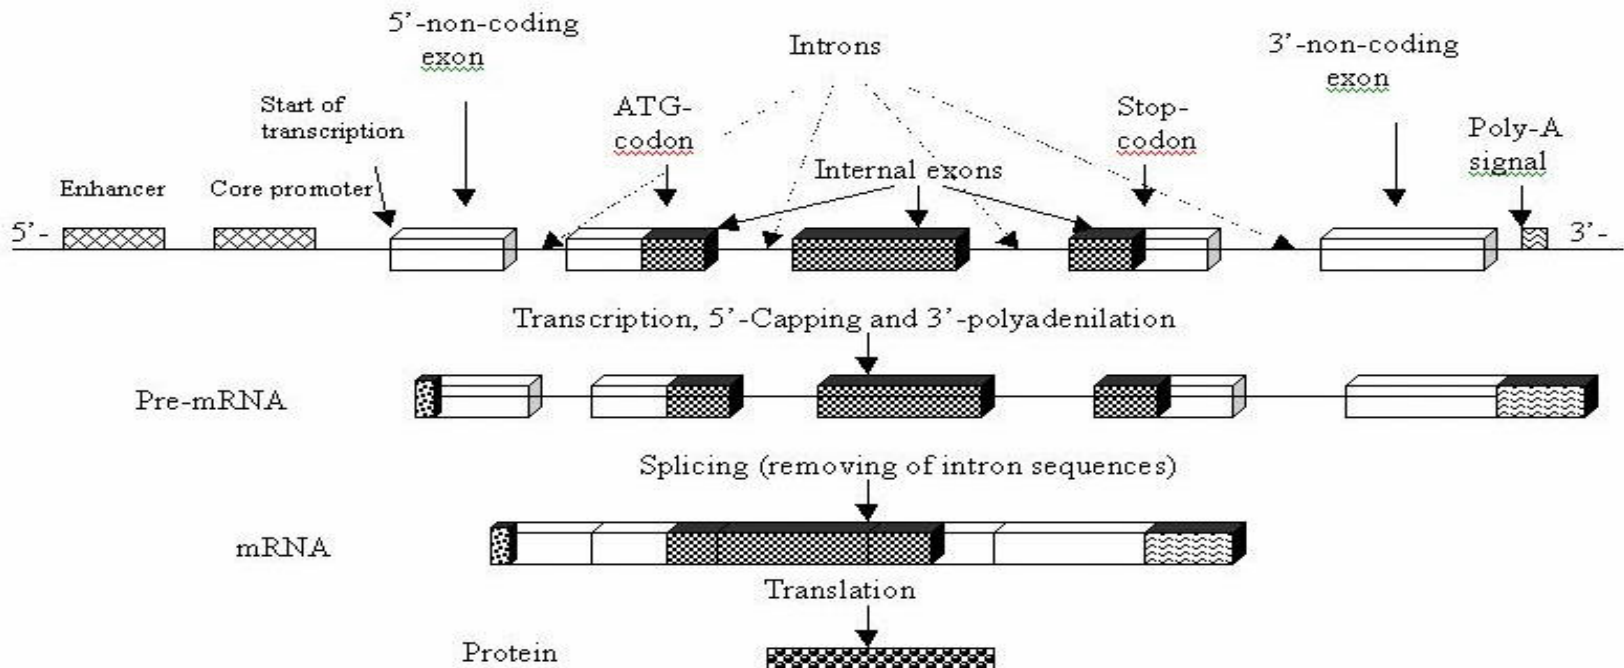 5'-non-coding
exon
Introns
3'-non-coding
exon
Start of
transcription
ATG-
codon
Stop-
codon
Poly-A
signal
Internal exons
Enhancer
Core promoter
5'-
3'-
Transcription, 5'-Capping and 3'-polyadenilation
Pre-mRNA
Splicing (removing of intron sequences)
mRNA
Translation
Protein